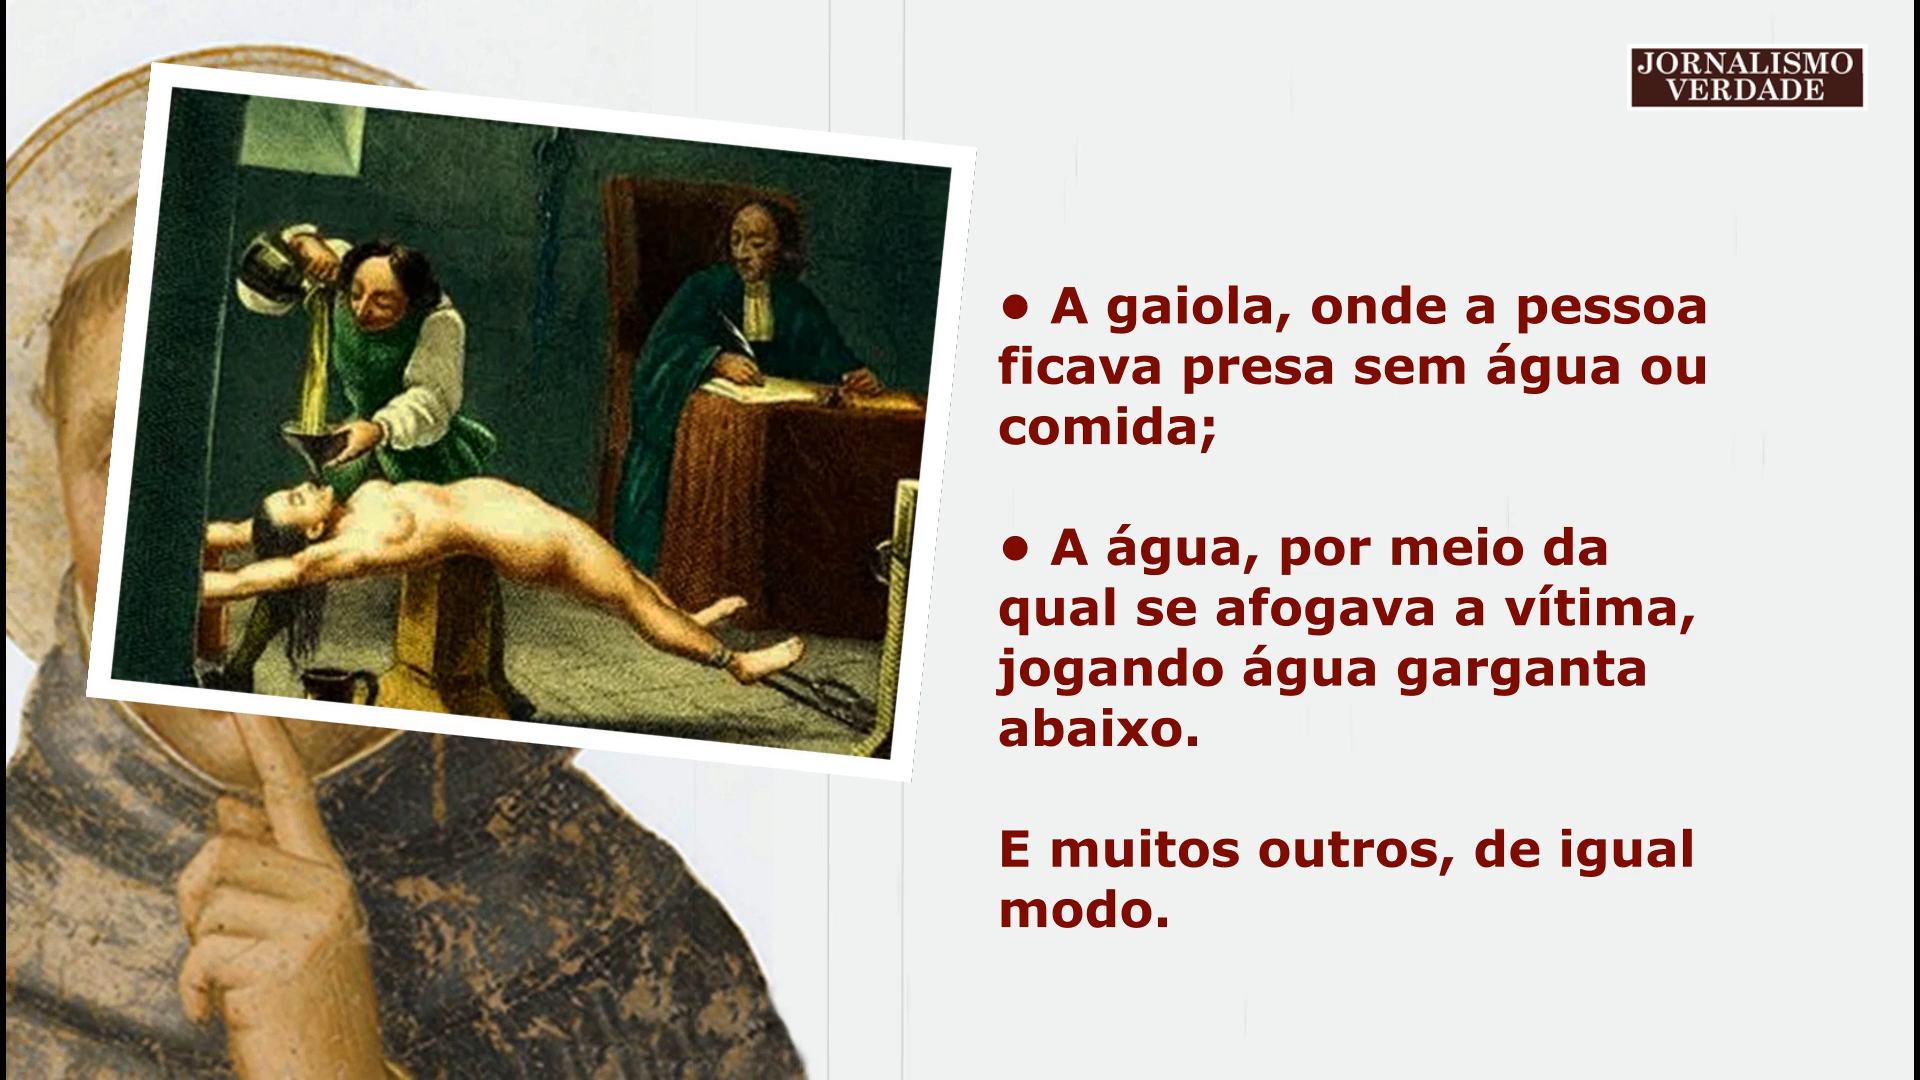 JORNALISMO
VERDADE
• A gaiola, onde a pessoa
ficava presa sem água ou
comida;
• A água, por meio da
qual se afogava a vítima,
jogando água garganta
abaixo.
E muitos outros, de igual
modo.